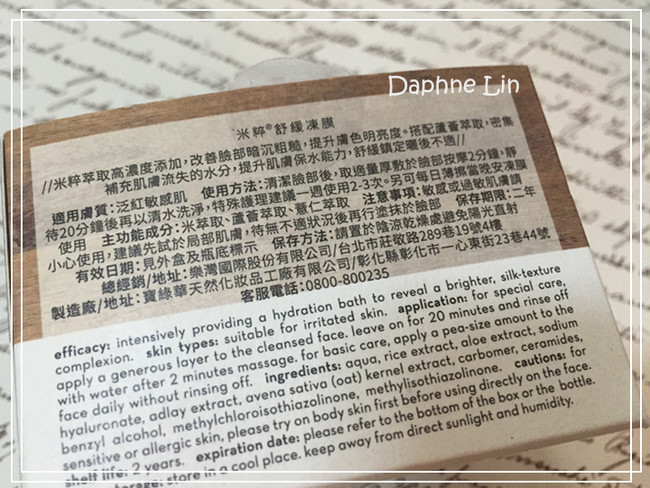 Daphne Lin
米粹®舒緩凍膜
//米粹萃取高濃度添加，改善臉部暗沉粗糙，提升膚色明亮度。搭配蘆薈萃取，密集
補充肌膚流失的水分，提升肌膚保水能力，舒緩鎮定曬後不適//
適用膚質：泛紅敏感肌 使用方法：清潔臉部後，取適量厚敷於臉部按摩2分鐘，靜
待20分鐘後再以清水洗淨，特殊護理建議一週使用2-3次。另可每日薄擦當晚安凍膜
使用 主功能成分：米萃取、蘆薈萃取、薏仁萃取 注意事項：敏感或過敏肌膚請
小心使用，建議先試於局部肌膚，待無不適狀況後再行塗抹於臉部 保存期限：二年
有效日期：見外盒及瓶底標示 保存方法：請置於陰涼乾燥處避免陽光直射
總經銷/地址：樂灣國際股份有限公司/台北市莊敬路289巷19號4樓
製造廠/地址：寶綠華天然化妝品工廠有限公司/彰化縣彰化市一心東街23巷44號
客服電話：0800-800235
efficacy: intensively providing a hydration bath to reveal a brighter, silk-texture
complexion. skin types: suitable for irritated skin. application: for special care,
apply a generous layer to the cleansed face. leave on for 20 minutes and rinse off
with water after 2 minutes massage. for basic care, apply a pea-size amount to the
face daily without rinsing off. ingredients: aqua, rice extract, aloe extract, sodium
hyaluronate, adlay extract, avena sativa (oat) kernel extract, carbomer, ceramides,
benzyl alcohol, methylchloroisothiazolinone, methylisothiazolinone. cautions: for
sensitive or allergic skin, please try on body skin first before using directly on the face.
shelf life: 2 years. expiration date: please refer to the bottom of the box or the bottle.
storage: store in a cool place. keep away from direct sunlight and humidity.